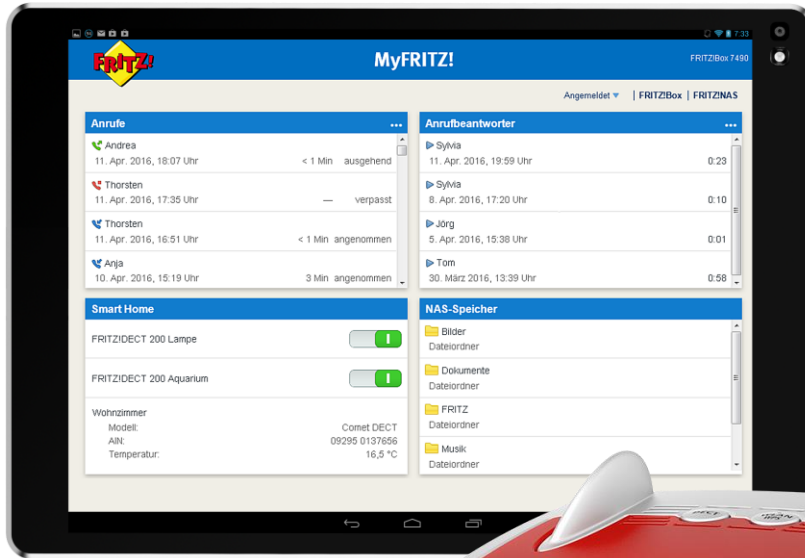 7:33
FRITZ!
MyFRITZ!
FRITZ!Box 7490
Angemeldet | FRITZ!Box | FRITZ!NAS
Anrufe
Andrea
11. Apr. 2016, 18:07 Uhr < 1 Min ausgehend
Thorsten
11. Apr. 2016, 17:35 Uhr — verpasst
Thorsten
11. Apr. 2016, 16:51 Uhr < 1 Min angenommen
Anja
10. Apr. 2016, 15:19 Uhr 3 Min angenommen
Anrufbeantworter
Sylvia
11. Apr. 2016, 19:59 Uhr 0:23
Sylvia
8. Apr. 2016, 17:20 Uhr 0:10
Jörg
5. Apr. 2016, 15:38 Uhr 0:01
Tom
30. März 2016, 13:39 Uhr 0:58
Smart Home
FRITZ!DECT 200 Lampe
FRITZ!DECT 200 Aquarium
Wohnzimmer
Modell: Comet DECT
AIN: 09295 0137656
Temperatur: 16,5 °C
NAS-Speicher
Bilder
Dateiordner
Dokumente
Dateiordner
FRITZ
Dateiordner
Musik
Dateiordner
DECT
WLAN
WPS